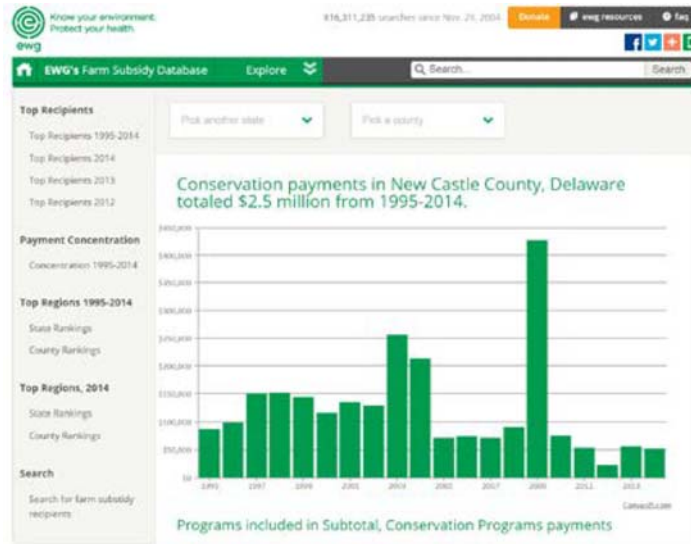 Know your environment.
Protect your health.
ewg
searches since Nov. 23, 2004
Donate
ewg resources
faq
EWG's Farm Subsidy Database
Explore
Search...
Search
Top Recipients
Top Recipients 1995-2014
Top Recipients 2014
Top Recipients 2013
Top Recipients 2012
Payment Concentration
Concentration 1995-2014
Top Regions 1995-2014
State Rankings
County Rankings
Top Regions, 2014
State Rankings
County Rankings
Search
Search for farm subsidy
recipients
Pick another state
Pick a county
Conservation payments in New Castle County, Delaware
totaled $2.5 million from 1995-2014.
$450,000
$400,000
$350,000
$300,000
$250,000
$200,000
$150,000
$100,000
$50,000
$0
1995
1997
1999
2001
2003
2005
2007
2009
2011
2013
CanvasJS.com
Programs included in Subtotal, Conservation Programs payments